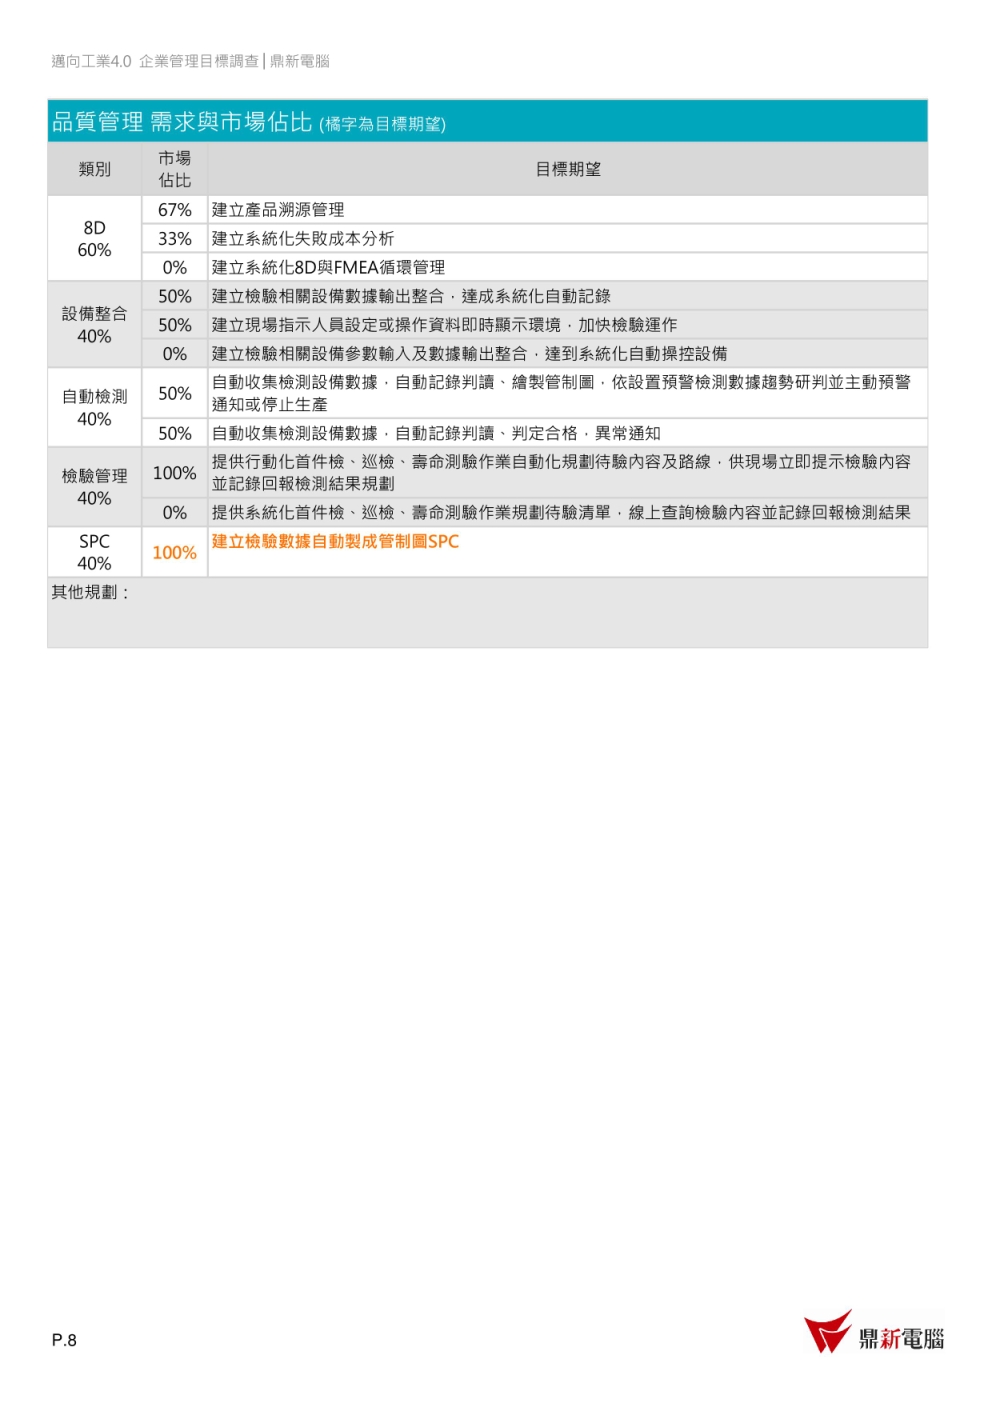 邁向工業4.0 企業管理目標調查│鼎新電腦
品質管理 需求與市場佔比 (橘字為目標期望)
類別
市場
佔比
目標期望
8D
60%
67% 建立產品溯源管理
33% 建立系統化失敗成本分析
0% 建立系統化8D與FMEA循環管理
設備整合
40%
50% 建立檢驗相關設備數據輸出整合，達成系統化自動記錄
50% 建立現場指示人員設定或操作資料即時顯示環境，加快檢驗運作
0% 建立檢驗相關設備參數輸入及數據輸出整合，達到系統化自動操控設備
自動檢測
40%
50%
自動收集檢測設備數據，自動記錄判讀、繪製管制圖，依設置預警檢測數據趨勢研判並主動預警
通知或停止生產
50% 自動收集檢測設備數據，自動記錄判讀、判定合格，異常通知
檢驗管理
40%
100%
提供行動化首件檢、巡檢、壽命測驗作業自動化規劃待驗內容及路線，供現場立即提示檢驗內容
並記錄回報檢測結果規劃
0% 提供系統化首件檢、巡檢、壽命測驗作業規劃待驗清單，線上查詢檢驗內容並記錄回報檢測結果
SPC
40%
100%
建立檢驗數據自動製成管制圖SPC
其他規劃：
P.8
鼎新電腦